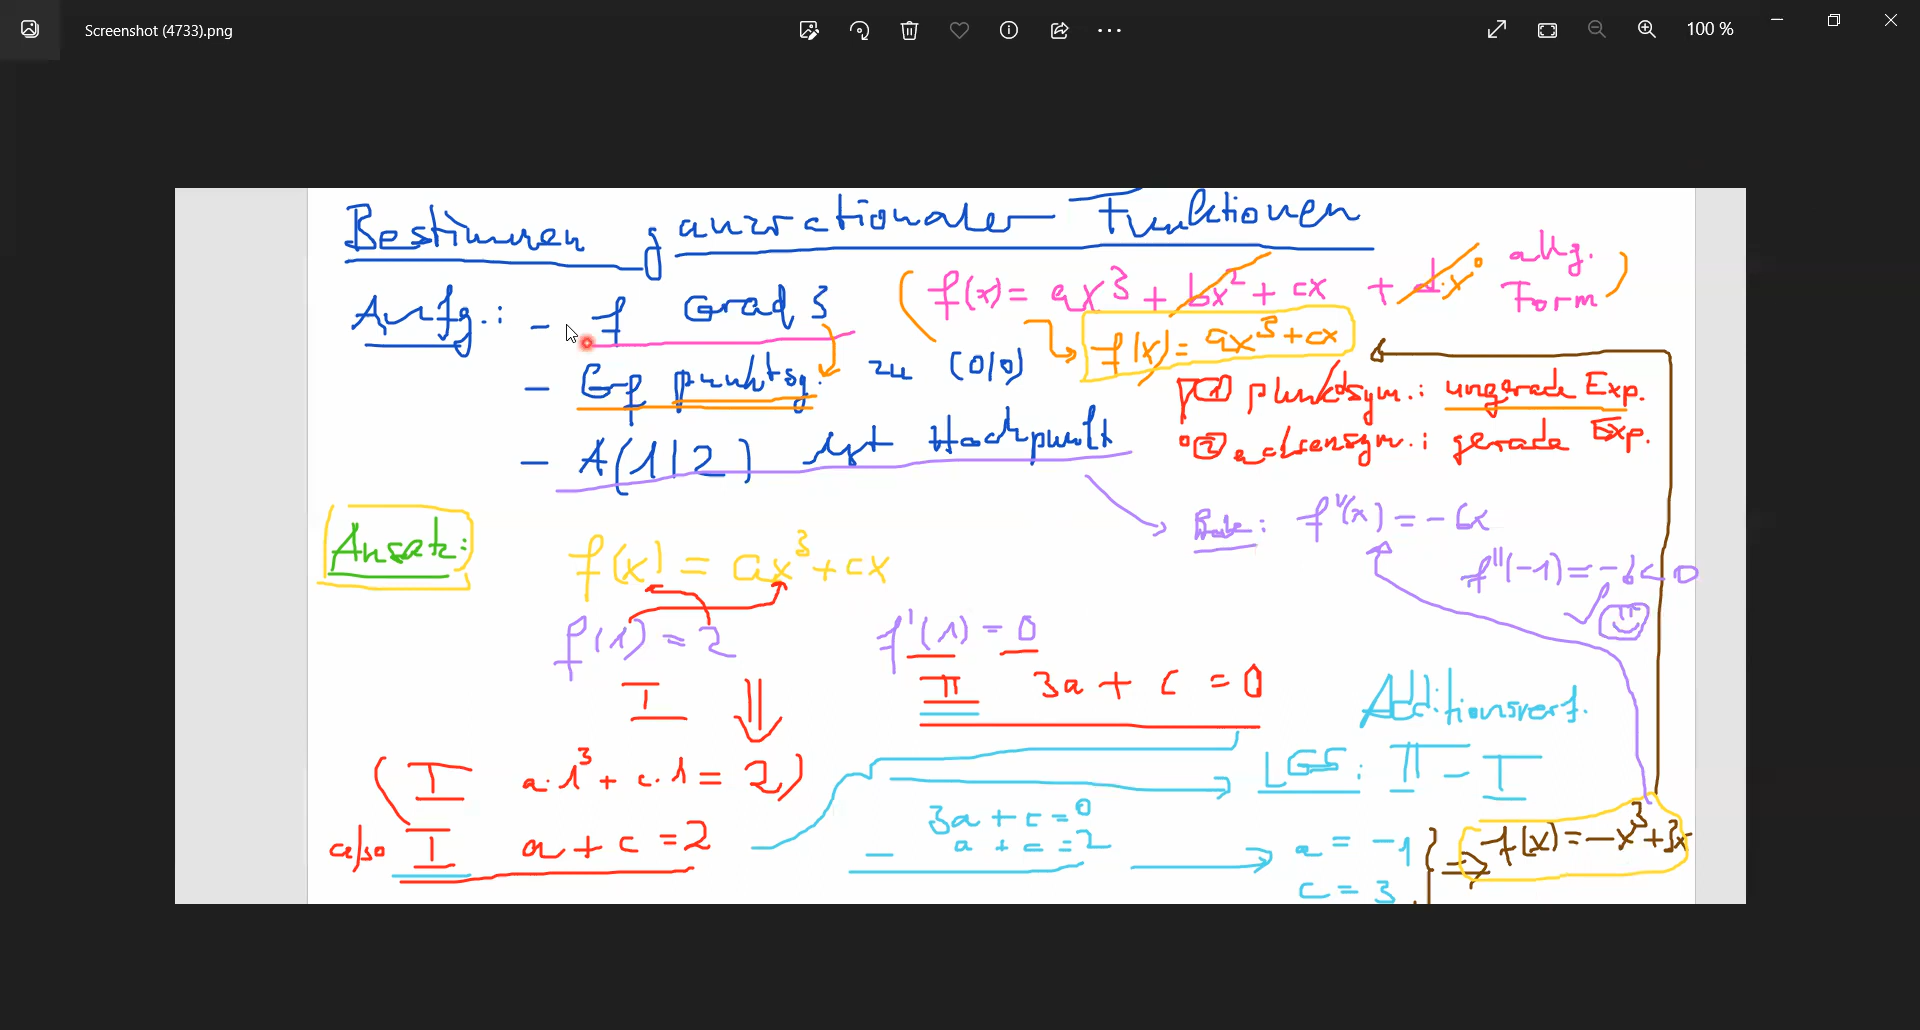 Screenshot (4733).png
100 %
Bestimmen ganzrationaler Funktionen
Aufg.: - f Grad 3
(f(x) = ax³ + bx² + cx + d·x⁰ allg. Form)
f(x) = ax³+cx
- Gf punktsy. zu (0|0)
① punktsym.: ungerade Exp.
② achsensym.: gerade Exp.
- A(1|2) ist Hochpunkt
f''(x) = -6x
Ansatz: f(x) = ax³+cx
f''(-1) = -6 < 0
f(1) = 2 f'(1) = 0
I II 3a + c = 0
Additionsverf.
(I a·1³ + c·1 = 2)
LGS: II - I
3a + c = 0
also I a + c = 2
- a + c = 2
a = -1
c = 3
⇒ f(x) = -x³+3x